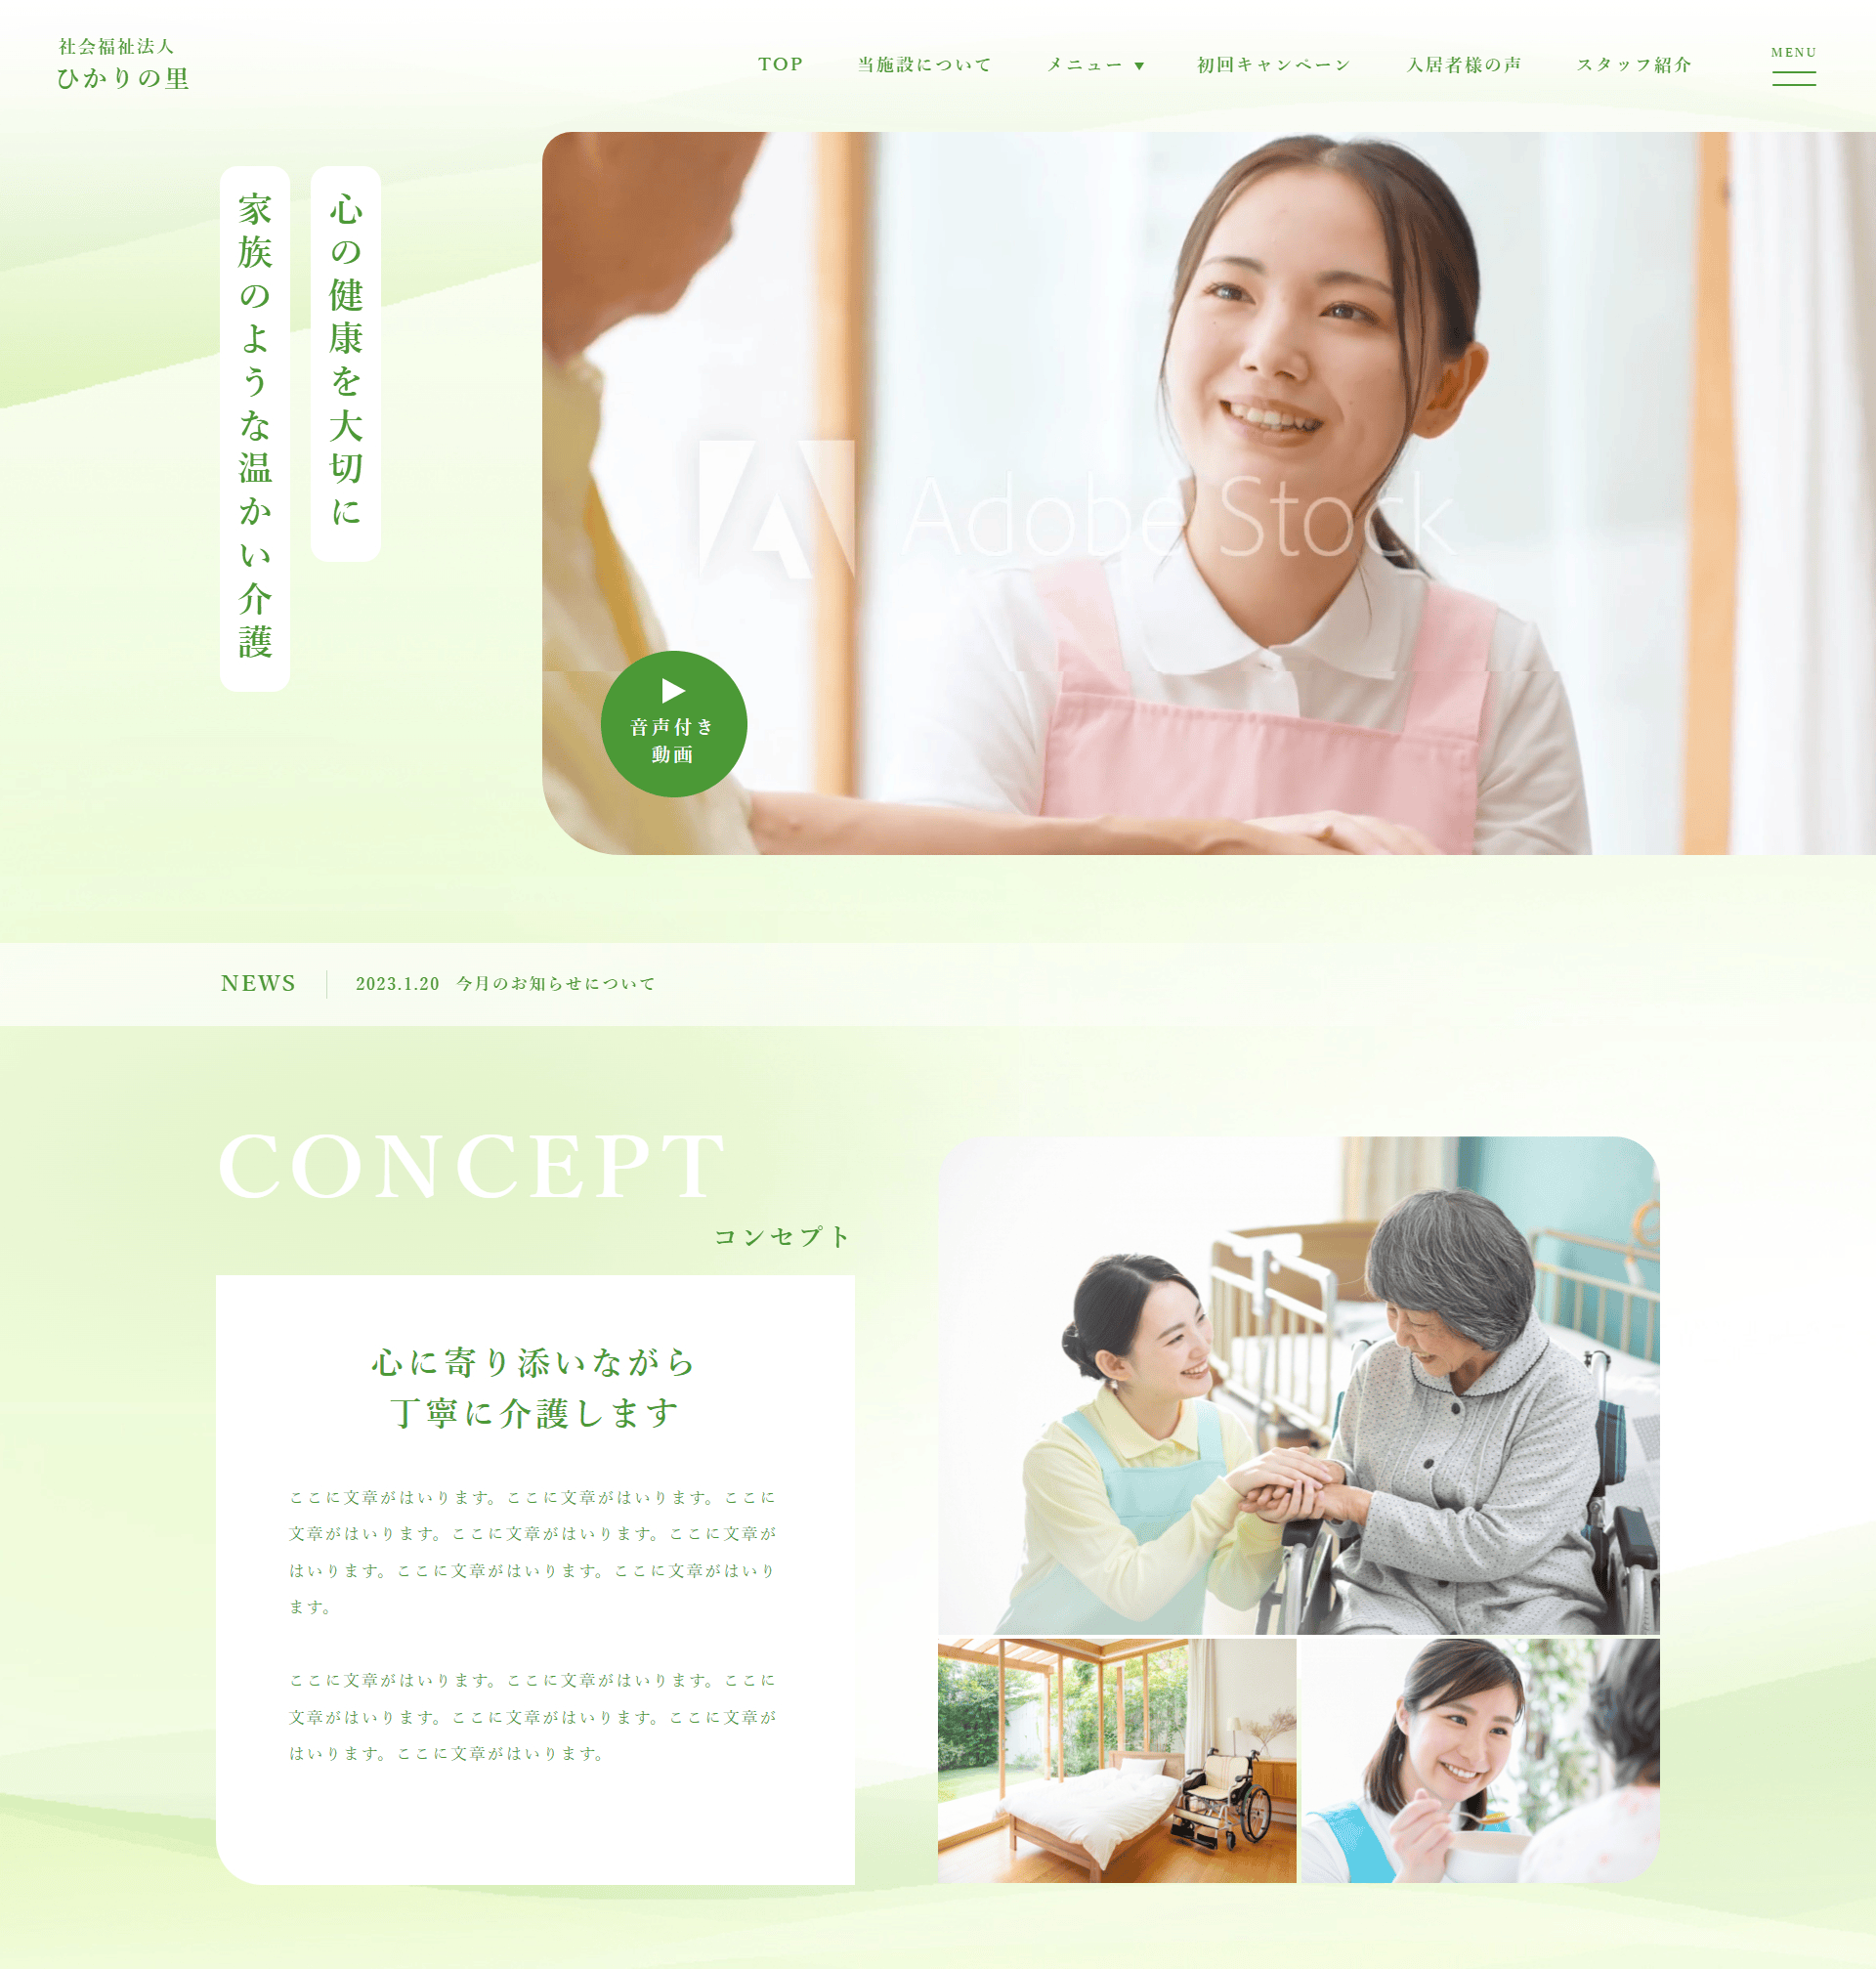 社会福祉法人
ひかりの里
TOP
当施設について
メニュー ▼
初回キャンペーン
入居者様の声
スタッフ紹介
MENU
心の健康を大切に
家族のような温かい介護
Adobe Stock
音声付き
動画
NEWS
2023.1.20 今月のお知らせについて
CONCEPT
コンセプト
心に寄り添いながら
丁寧に介護します
ここに文章がはいります。ここに文章がはいります。ここに
文章がはいります。ここに文章がはいります。ここに文章が
はいります。ここに文章がはいります。ここに文章がはいり
ます。
ここに文章がはいります。ここに文章がはいります。ここに
文章がはいります。ここに文章がはいります。ここに文章が
はいります。ここに文章がはいります。